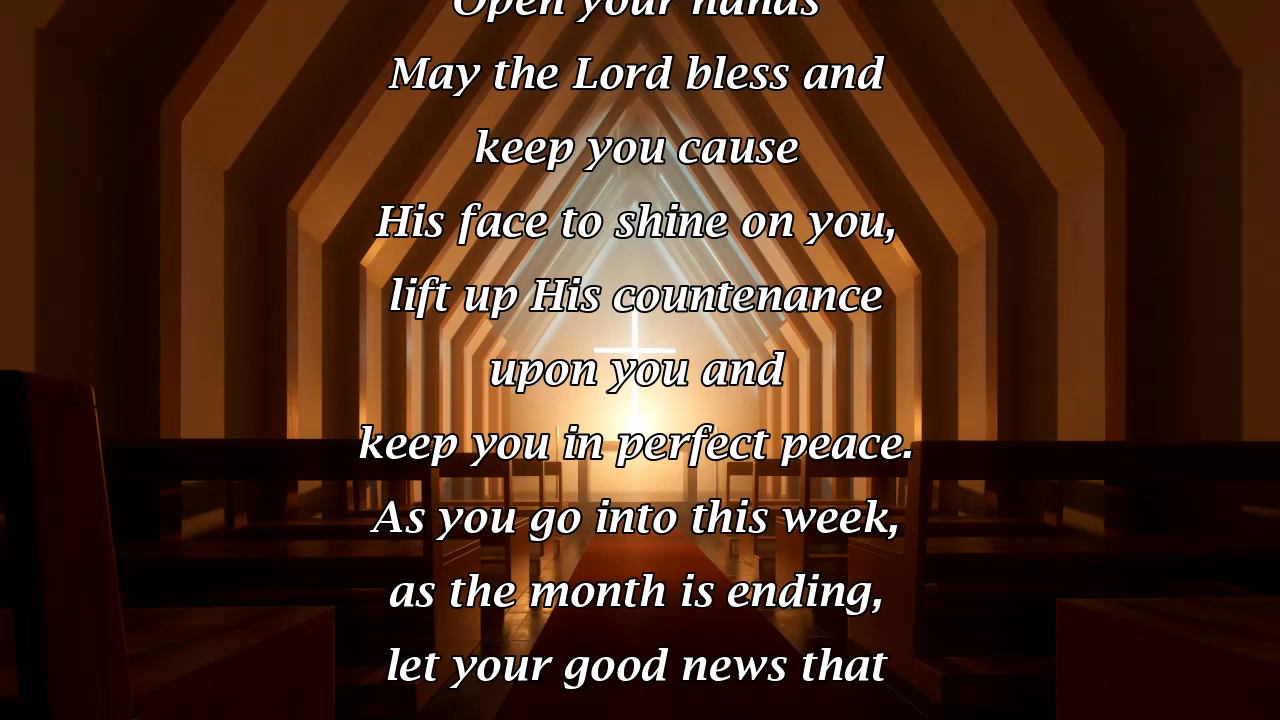 Open your hands
May the Lord bless and
keep you cause
His face to shine on you,
lift up His countenance
upon you and
keep you in perfect peace.
As you go into this week,
as the month is ending,
let your good news that